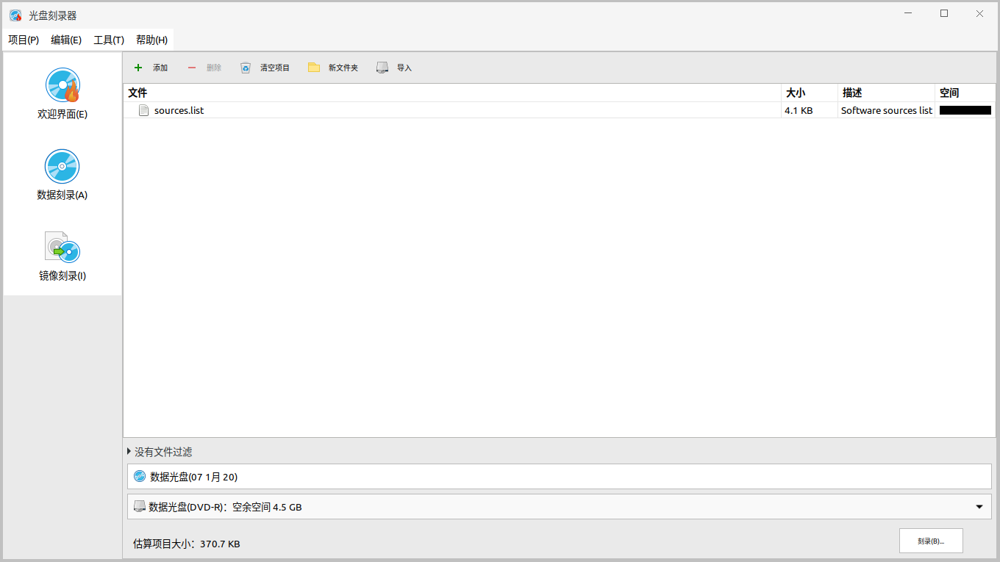 光盘刻录器
项目(P) 编辑(E) 工具(T) 帮助(H)
欢迎界面(E)
数据刻录(A)
镜像刻录(I)
添加 删除 清空项目 新文件夹 导入
文件 大小 描述 空间
sources.list 4.1 KB Software sources list
没有文件过滤
数据光盘(07 1月 20)
数据光盘(DVD-R)：空余空间 4.5 GB
估算项目大小：370.7 KB
刻录(B)...